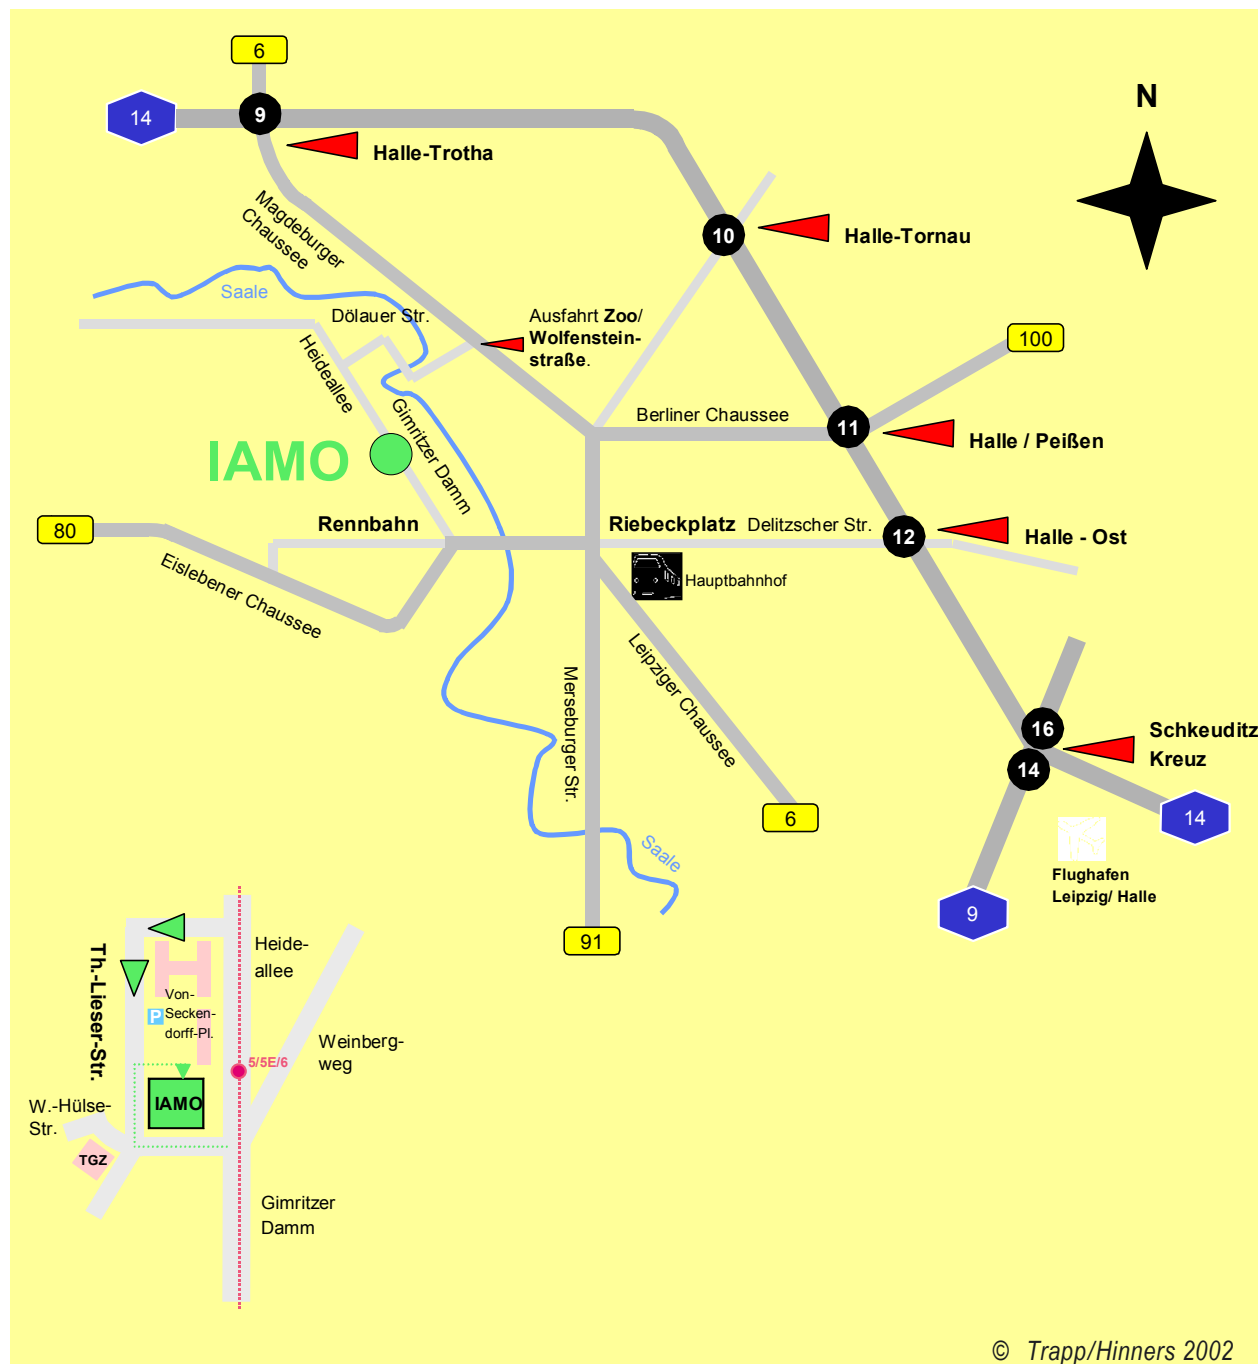 6
14
9
N
Halle-Trotha
Magdeburger
Chaussee
10
Halle-Tornau
Saale
Dölauer Str.
Ausfahrt Zoo/
Wolfenstein-
straße.
100
Heideallee
Gimritzer Damm
Berliner Chaussee
11
Halle / Peißen
IAMO
80
Rennbahn
Riebeckplatz
Delitzscher Str.
12
Halle - Ost
Eislebener Chaussee
Hauptbahnhof
Leipziger Chaussee
Merseburger Str.
16
Schkeuditz
Kreuz
14
6
14
Saale
Flughafen
Leipzig/ Halle
9
91
Heide-
allee
Th.-Lieser-Str.
Von-
Secken-
dorff-Pl.
P
Weinberg-
weg
5/5E/6
IAMO
W.-Hülse-
Str.
TGZ
Gimritzer
Damm
© Trapp/Hinners 2002